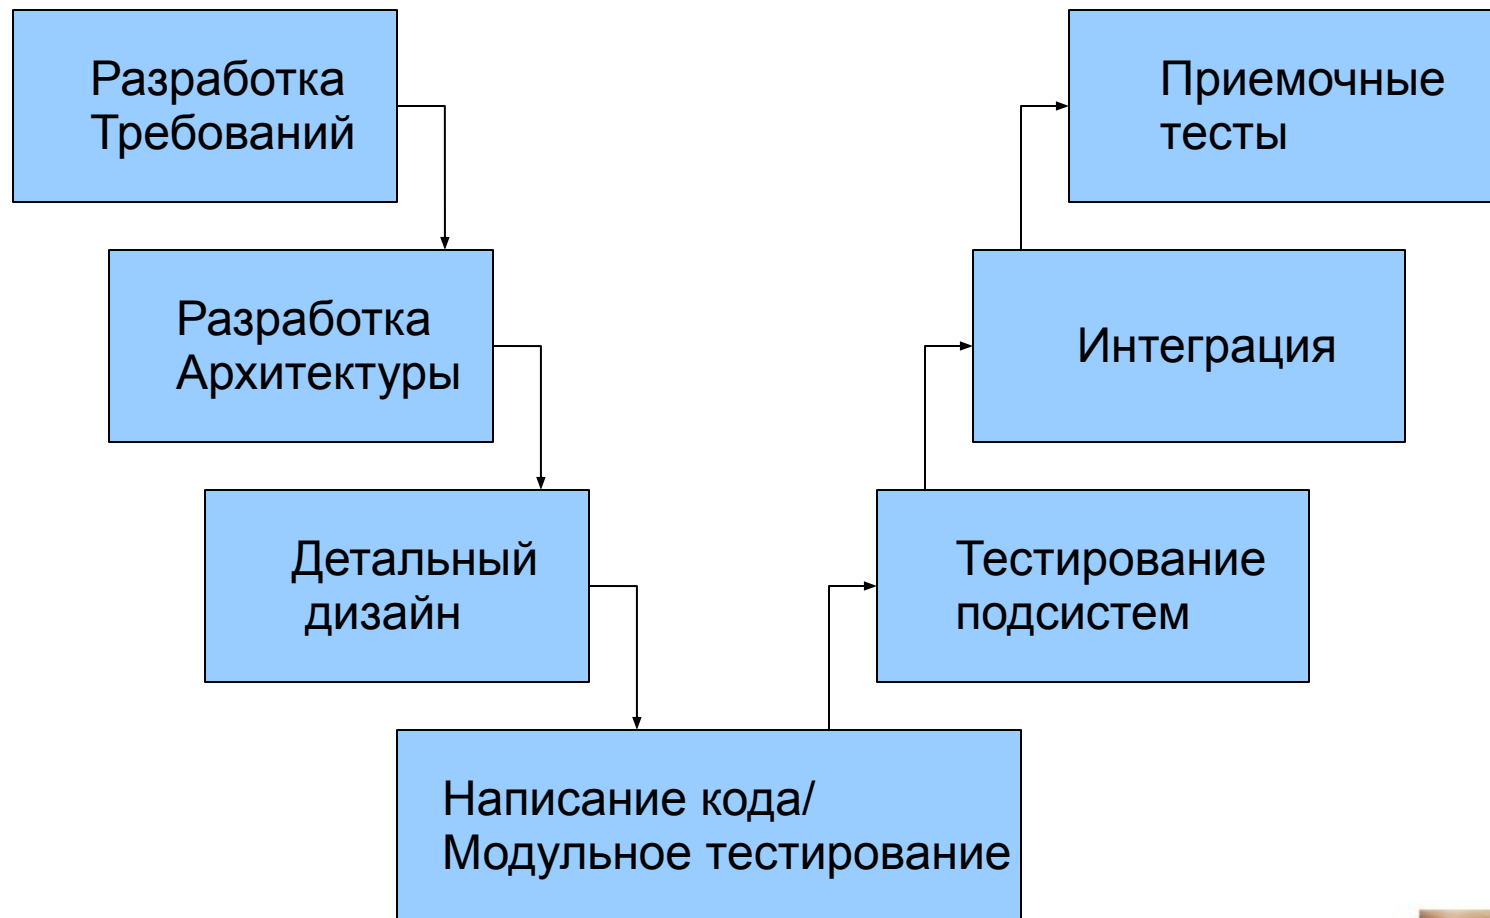 Разработка
Требований
Разработка
Архитектуры
Детальный
дизайн
Написание кода/
Модульное тестирование
Тестирование
подсистем
Интеграция
Приемочные
тесты